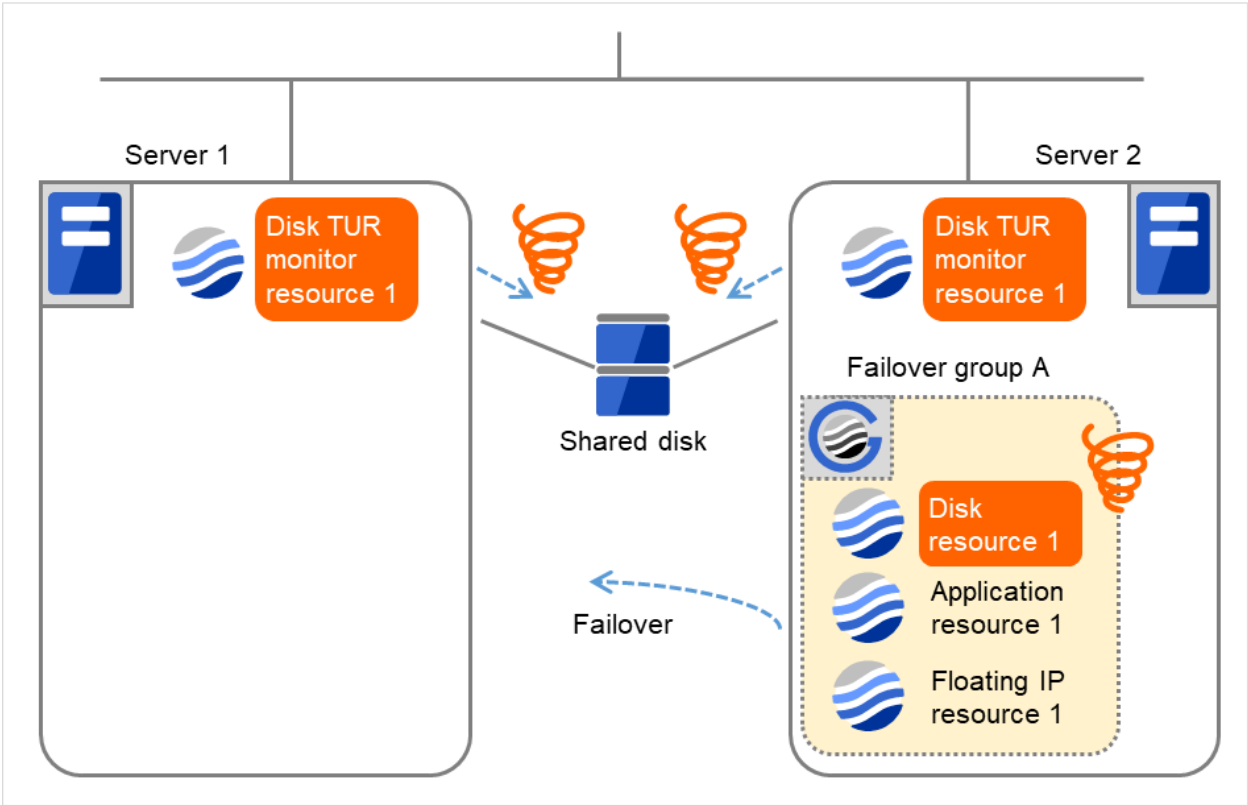 Server 1
Server 2
Disk TUR
monitor
resource 1
Disk TUR
monitor
resource 1
Failover group A
Shared disk
Disk
resource 1
Application
resource 1
Failover
Floating IP
resource 1